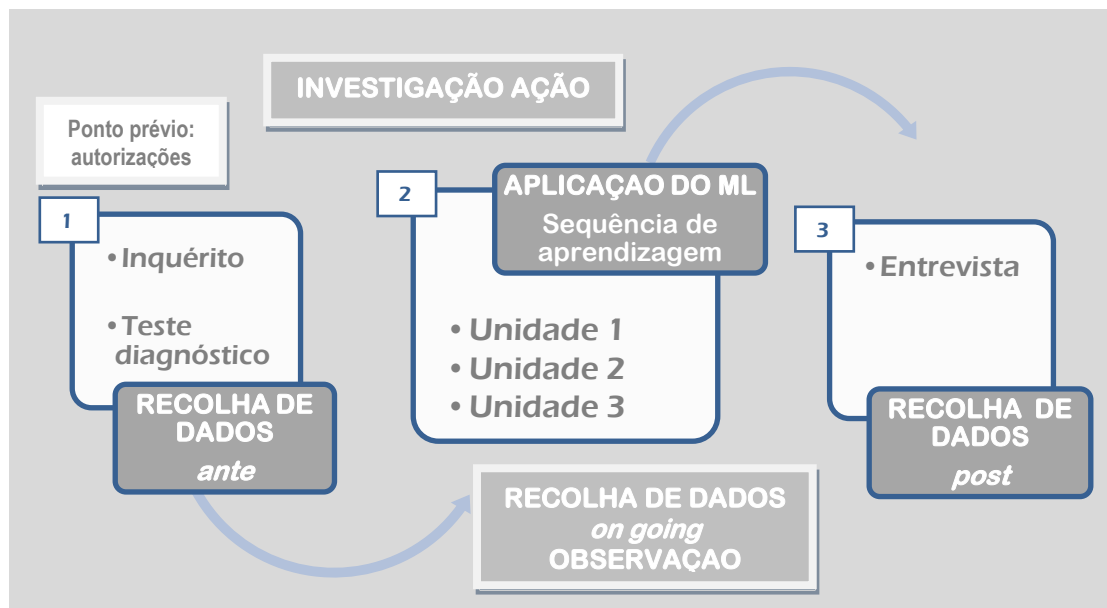 INVESTIGAÇÃO AÇÃO
Ponto prévio:
autorizações
1
• Inquérito
• Teste
diagnóstico
RECOLHA DE
DADOS
ante
2
APLICAÇAO DO ML
Sequência de
aprendizagem
• Unidade 1
• Unidade 2
• Unidade 3
RECOLHA DE DADOS
on going
OBSERVAÇAO
3
• Entrevista
RECOLHA DE
DADOS
post